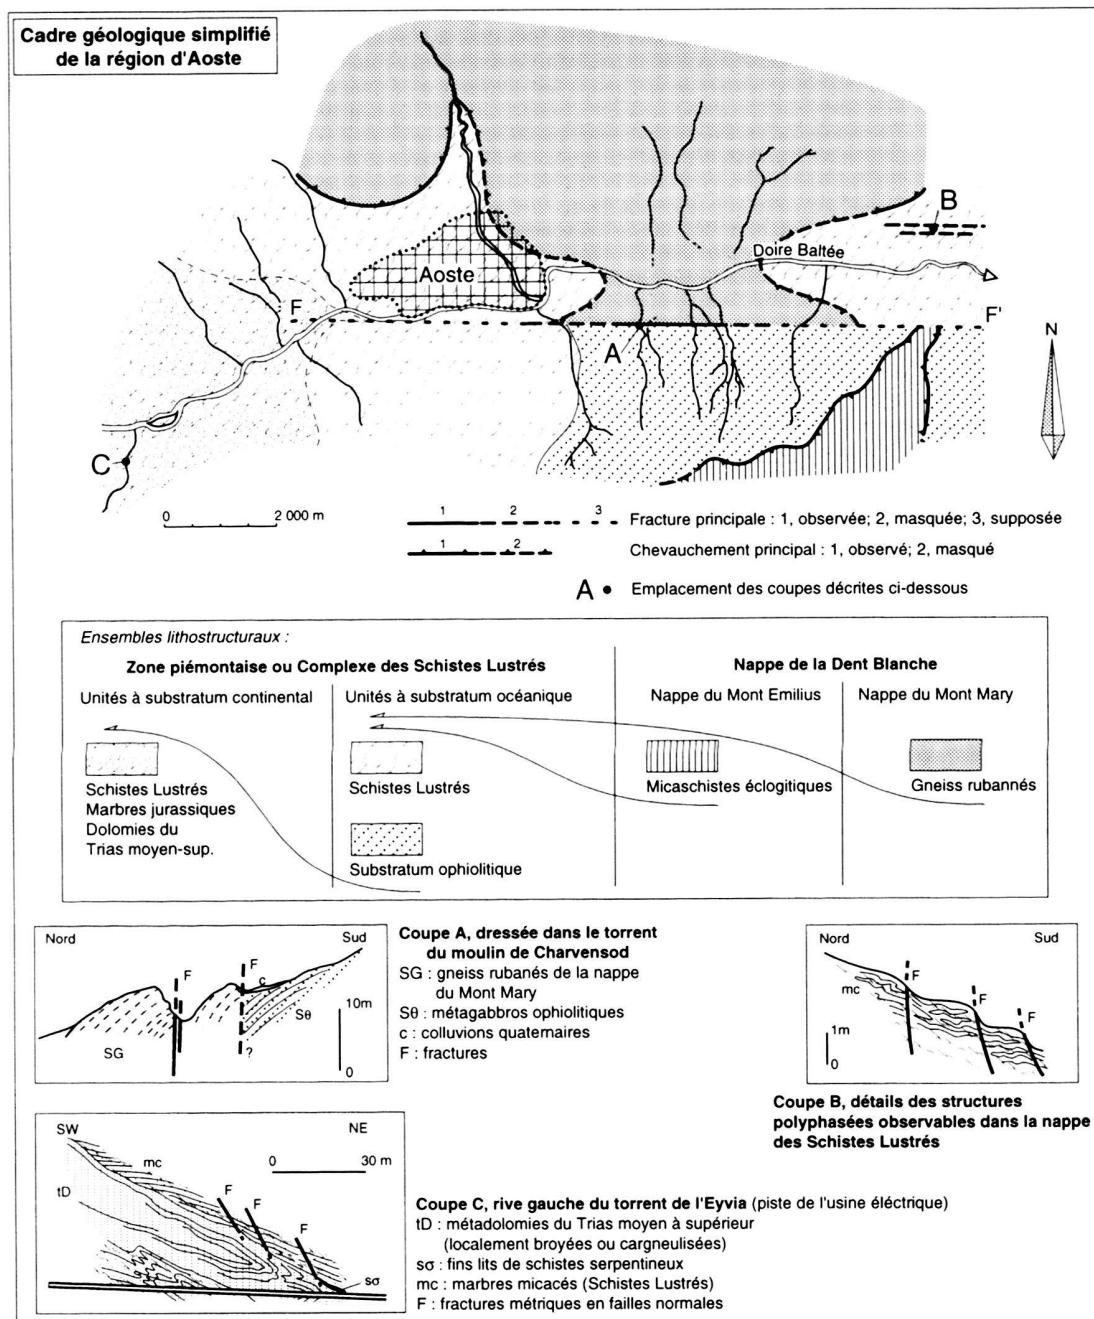 Cadre géologique simplifié
de la région d'Aoste
B
Doire Baltée
Aoste
F
F'
A
N
C
0 2 000 m
1 2 3
Fracture principale : 1, observée; 2, masquée; 3, supposée
1 2
Chevauchement principal : 1, observé; 2, masqué
A • Emplacement des coupes décrites ci-dessous
Ensembles lithostructuraux :
Zone piémontaise ou Complexe des Schistes Lustrés
Nappe de la Dent Blanche
Unités à substratum continental
Unités à substratum océanique
Nappe du Mont Emilius
Nappe du Mont Mary
Schistes Lustrés
Marbres jurassiques
Dolomies du
Trias moyen-sup.
Schistes Lustrés
Substratum ophiolitique
Micaschistes éclogitiques
Gneiss rubannés
Nord Sud
F
F
c
Sθ
SG
?
10m
0
Coupe A, dressée dans le torrent
du moulin de Charvensod
SG : gneiss rubanés de la nappe
du Mont Mary
Sθ : métagabbros ophiolitiques
c : colluvions quaternaires
F : fractures
Nord Sud
mc
F
F
F
1m
0
Coupe B, détails des structures
polyphasées observables dans la nappe
des Schistes Lustrés
SW NE
mc
0 30 m
tD
F
F
F
sσ
Coupe C, rive gauche du torrent de l'Eyvia (piste de l'usine éléctrique)
tD : métadolomies du Trias moyen à supérieur
(localement broyées ou cargneulisées)
sσ : fins lits de schistes serpentineux
mc : marbres micacés (Schistes Lustrés)
F : fractures métriques en failles normales